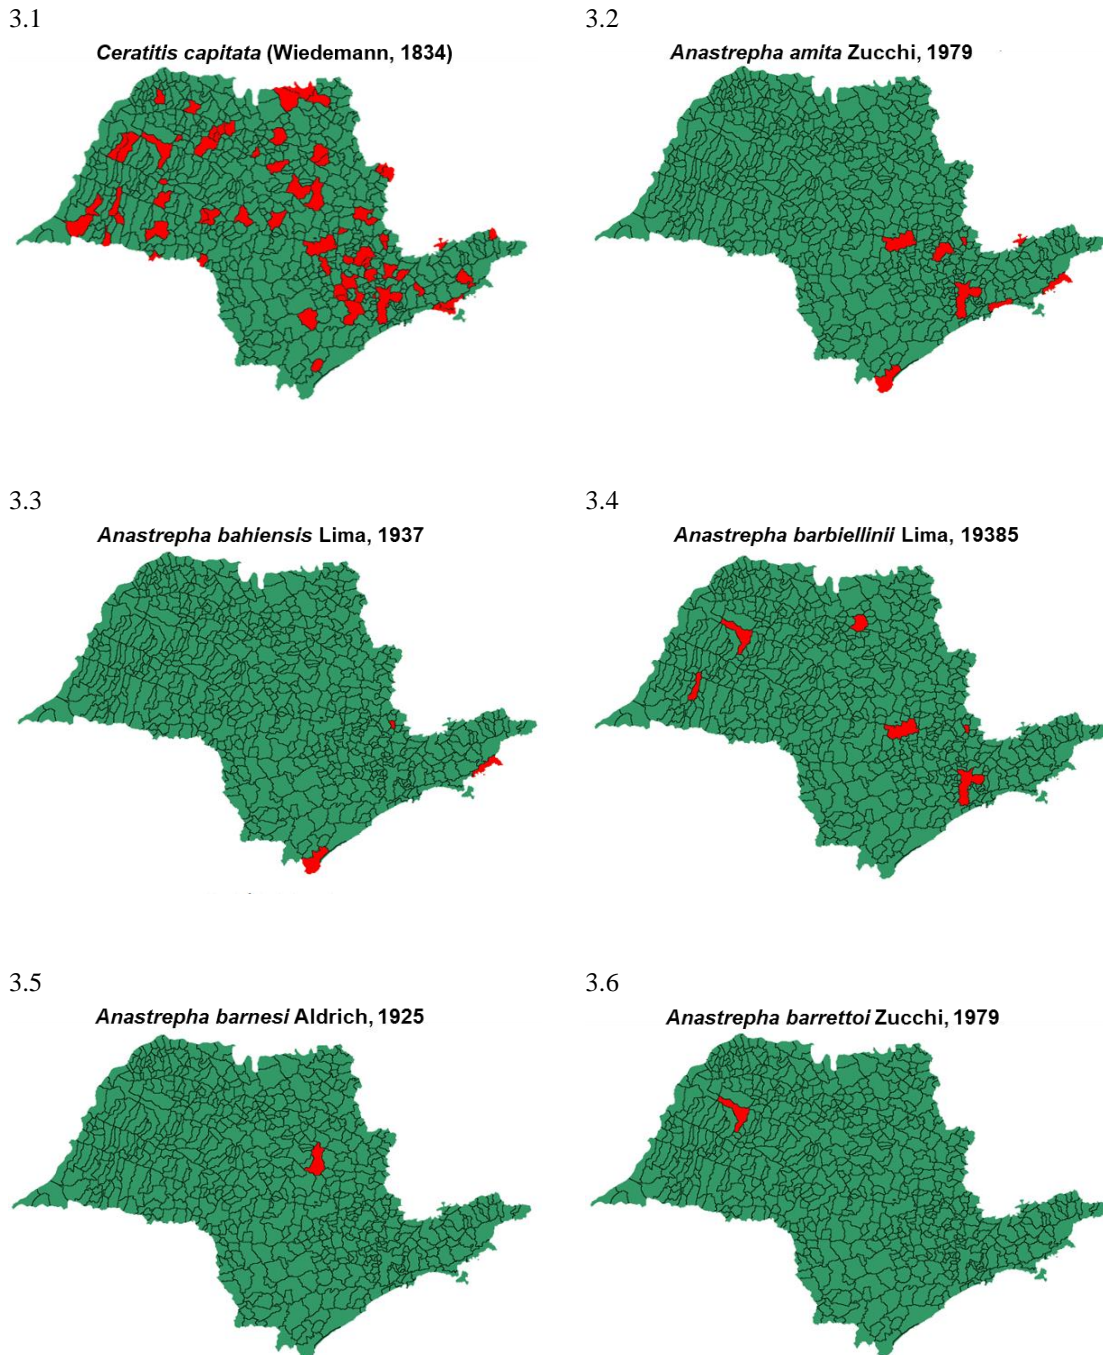 3.1
Ceratitis capitata (Wiedemann, 1834)
3.2
Anastrepha amita Zucchi, 1979
3.3
Anastrepha bahiensis Lima, 1937
3.4
Anastrepha barbiellinii Lima, 19385
3.5
Anastrepha barnesi Aldrich, 1925
3.6
Anastrepha barrettoi Zucchi, 1979